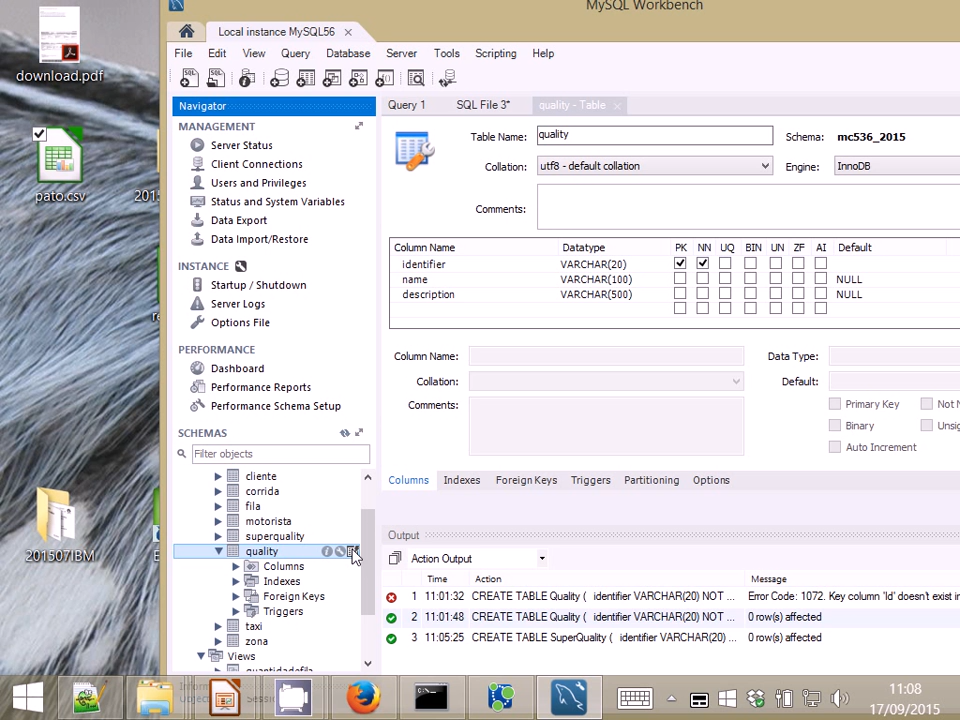 MySQL Workbench
Local instance MySQL56
File Edit View Query Database Server Tools Scripting Help
download.pdf
pato.csv
2015
re
201507IBM
E
Navigator
MANAGEMENT
Server Status
Client Connections
Users and Privileges
Status and System Variables
Data Export
Data Import/Restore
INSTANCE
Startup / Shutdown
Server Logs
Options File
PERFORMANCE
Dashboard
Performance Reports
Performance Schema Setup
SCHEMAS
Filter objects
cliente
corrida
fila
motorista
superquality
quality
Columns
Indexes
Foreign Keys
Triggers
taxi
zona
Views
quantidadefila
Query 1 SQL File 3* quality - Table
Table Name: quality Schema: mc536_2015
Collation: utf8 - default collation Engine: InnoDB
Comments:
Column Name Datatype PK NN UQ BIN UN ZF AI Default
identifier VARCHAR(20)
name VARCHAR(100) NULL
description VARCHAR(500) NULL
Column Name: Data Type:
Collation: Default:
Comments: Primary Key Not N
Binary Unsig
Auto Increment
Columns Indexes Foreign Keys Triggers Partitioning Options
Output
Action Output
Time Action Message
1 11:01:32 CREATE TABLE Quality ( identifier VARCHAR(20) NOT ... Error Code: 1072. Key column 'Id' doesn't exist in
2 11:01:48 CREATE TABLE Quality ( identifier VARCHAR(20) NOT ... 0 row(s) affected
3 11:05:25 CREATE TABLE SuperQuality ( identifier VARCHAR(20) ... 0 row(s) affected
11:08
17/09/2015